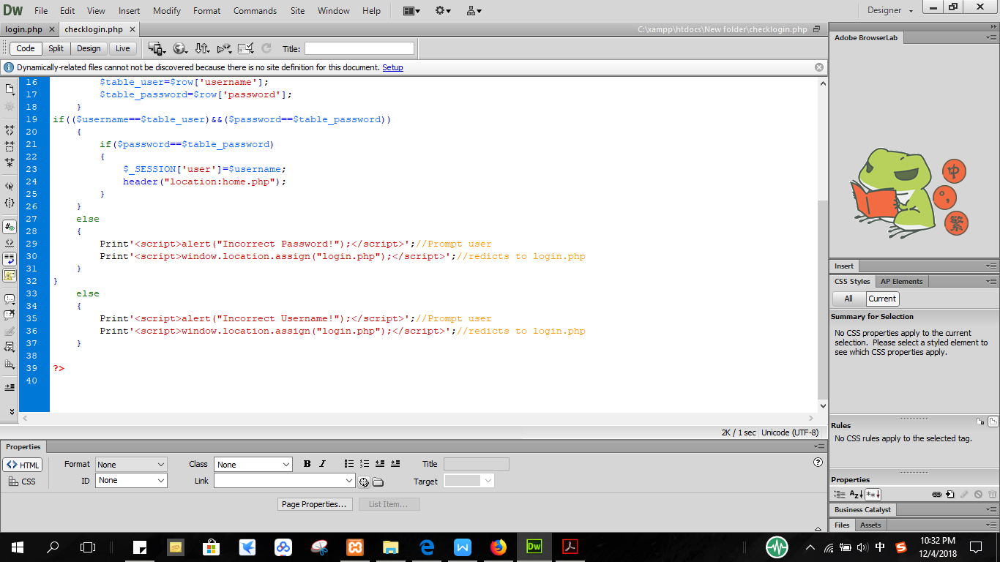 Dw File Edit View Insert Modify Format Commands Site Window Help Designer
login.php checklogin.php C:\xampp\htdocs\New folder\checklogin.php
Code Split Design Live Title:
Dynamically-related files cannot not be discovered because there is no site definition for this document. Setup
16 $table_user=$row['username'];
17 $table_password=$row['password'];
18 }
19 if(($username==$table_user)&&($password==$table_password))
20 {
21 if($password==$table_password)
22 {
23 $_SESSION['user']=$username;
24 header("location:home.php");
25 }
26 }
27 else
28 {
29 Print'<script>alert("Incorrect Password!");</script>';//Prompt user
30 Print'<script>window.location.assign("login.php");</script>';//redicts to login.php
31 }
32 }
33 else
34 {
35 Print'<script>alert("Incorrect Username!");</script>';//Prompt user
36 Print'<script>window.location.assign("login.php");</script>';//redicts to login.php
37 }
38
39 ?>
40
2K / 1 sec Unicode (UTF-8)
Properties
HTML Format None Class None B I Title
CSS ID None Link Target
Page Properties... List Item...
Adobe BrowserLab
中
°,
繁
Insert
CSS Styles AP Elements
All Current
Summary for Selection
No CSS properties apply to the current
selection. Please select a styled element to
see which CSS properties apply.
Rules
No CSS rules apply to the selected tag.
Properties
Az **
Business Catalyst
Files Assets
W Dw 中 S 10:32 PM
12/4/2018